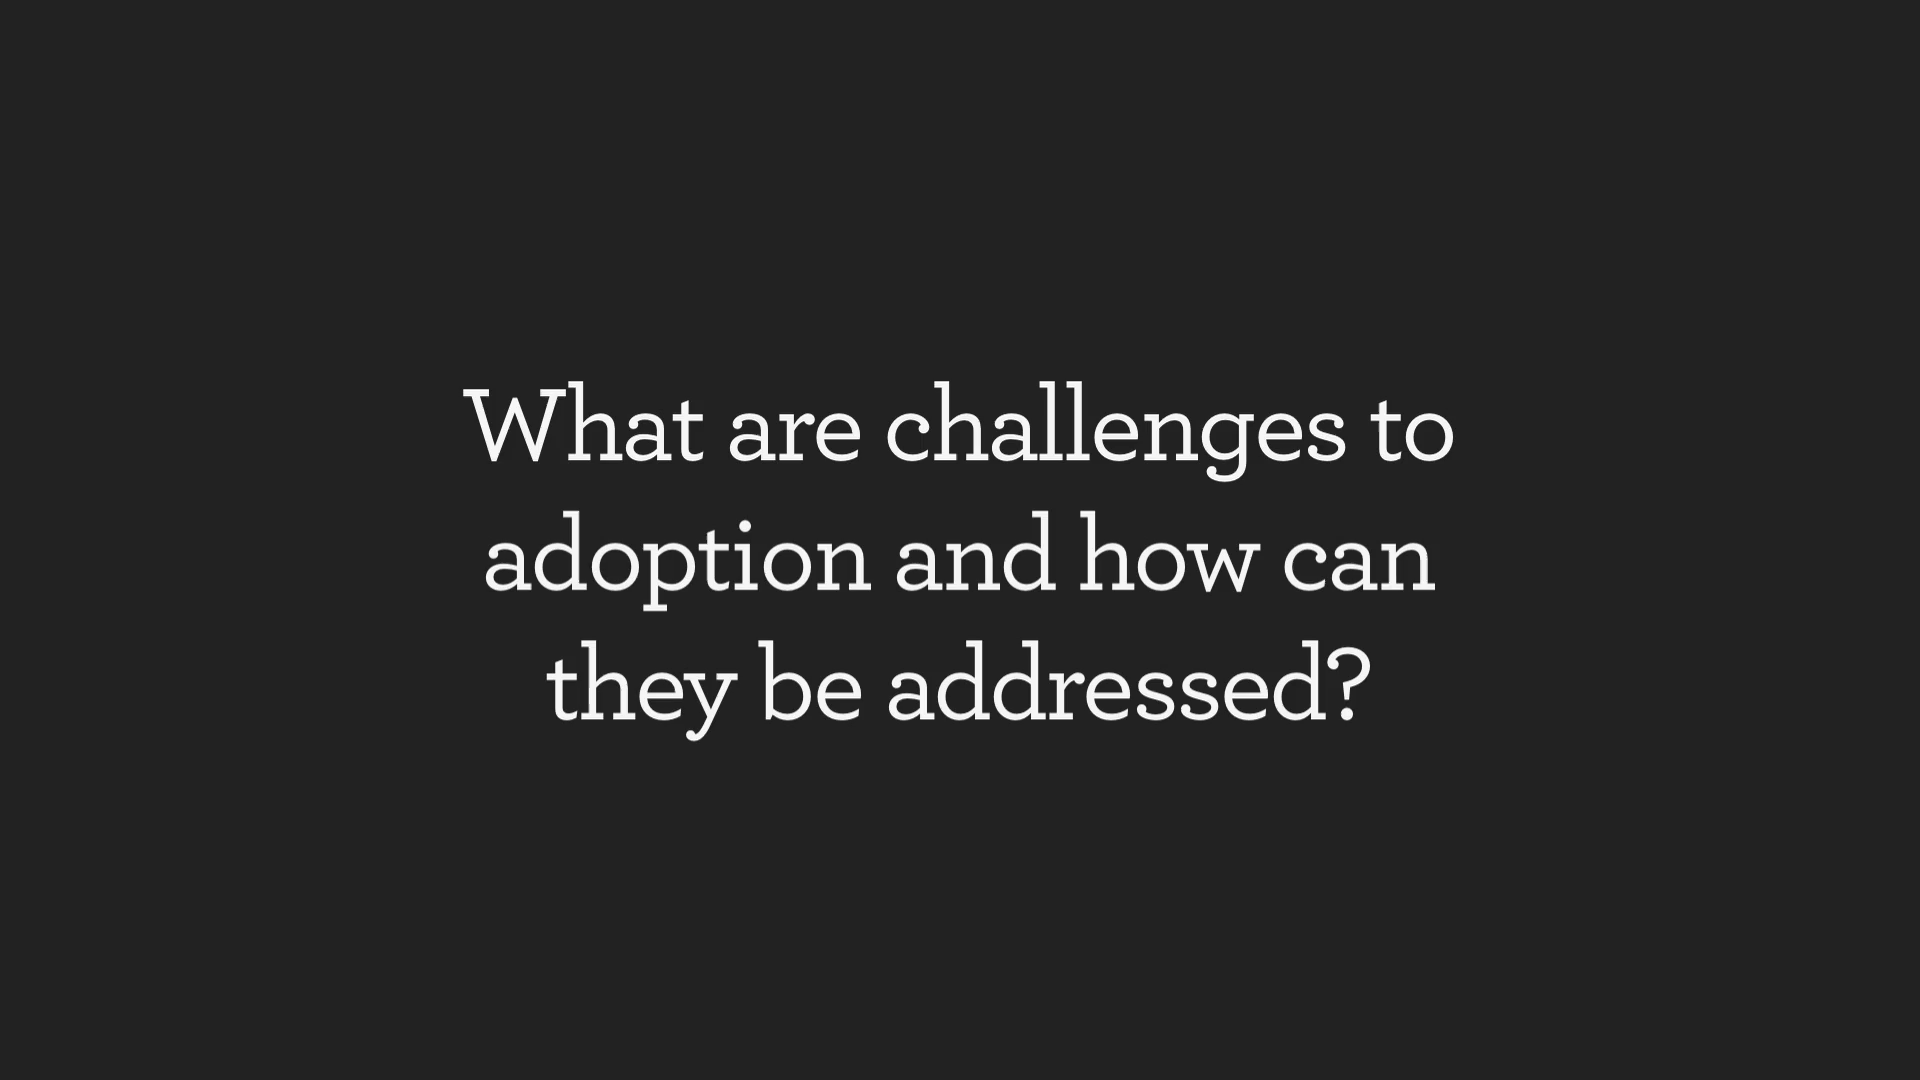 What are challenges to
adoption and how can
they be addressed?